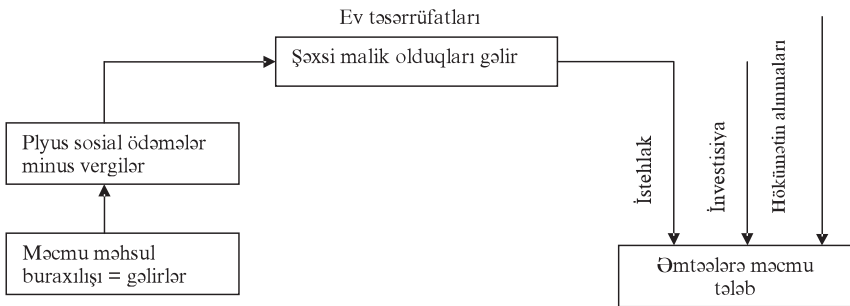 Ev təsərrüfatları
Şəxsi malik olduqları gəlir
Plyus sosial ödəmələr
minus vergilər
Məcmu məhsul
buraxılışı = gəlirlər
İstehlak
İnvestisiya
Hökümətin alınmaları
Əmtəələrə məcmu
tələb